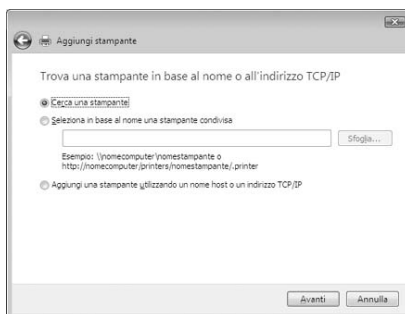 Aggiungi stampante
Trova una stampante in base al nome o all'indirizzo TCP/IP
Cerca una stampante
Seleziona in base al nome una stampante condivisa
Sfoglia...
Esempio: \\nomecomputer\nomestampante o
http://nomecomputer/printers/nomestampante/.printer
Aggiungi una stampante utilizzando un nome host o un indirizzo TCP/IP
Avanti
Annulla